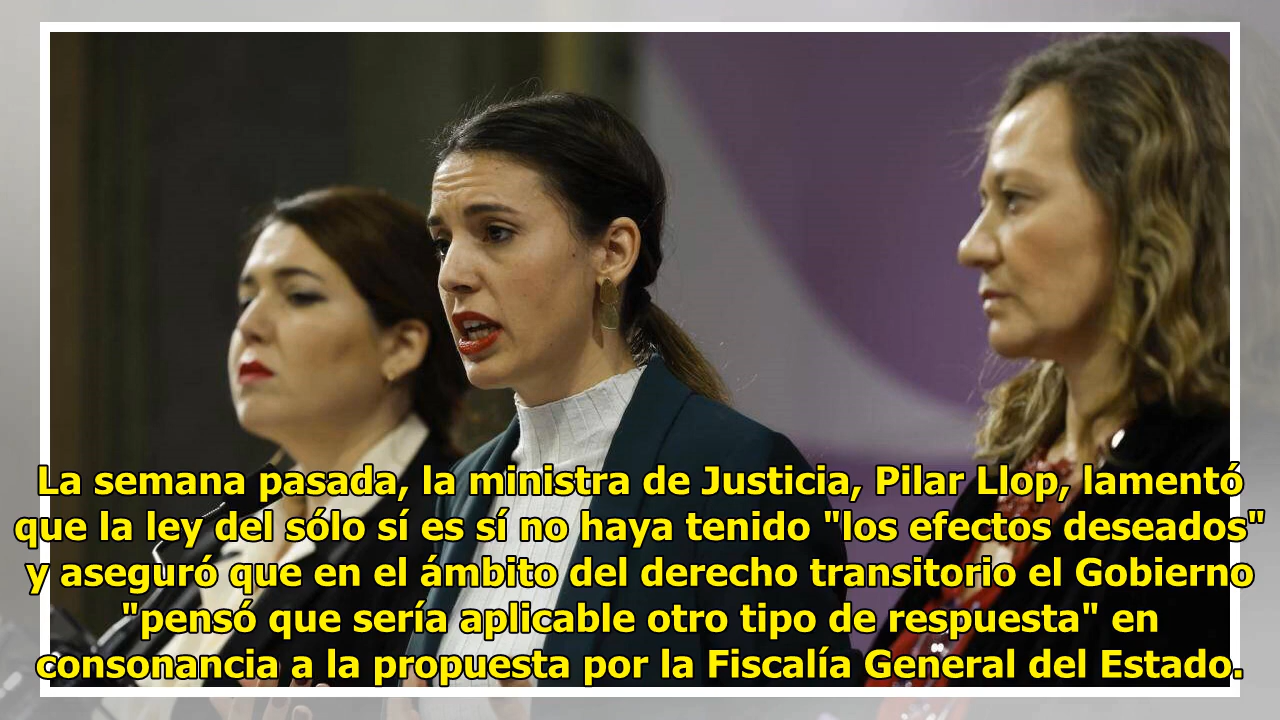 La semana pasada, la ministra de Justicia, Pilar Llop, lamentó
que la ley del sólo sí es sí no haya tenido "los efectos deseados"
y aseguró que en el ámbito del derecho transitorio el Gobierno
"pensó que sería aplicable otro tipo de respuesta" en
consonancia a la propuesta por la Fiscalía General del Estado.